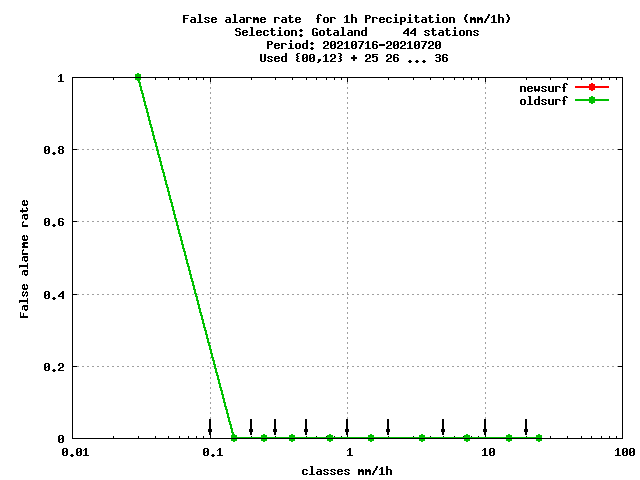 False alarme rate  for 1h Precipitation (mm/1h)
Selection: Gotaland     44 stations
Period: 20210716-20210720
Used {00,12} + 25 26 ... 36
newsurf
oldsurf
1
0.8
0.6
0.4
0.2
0
False alarme rate
0.01 0.1 1 10 100
classes mm/1h